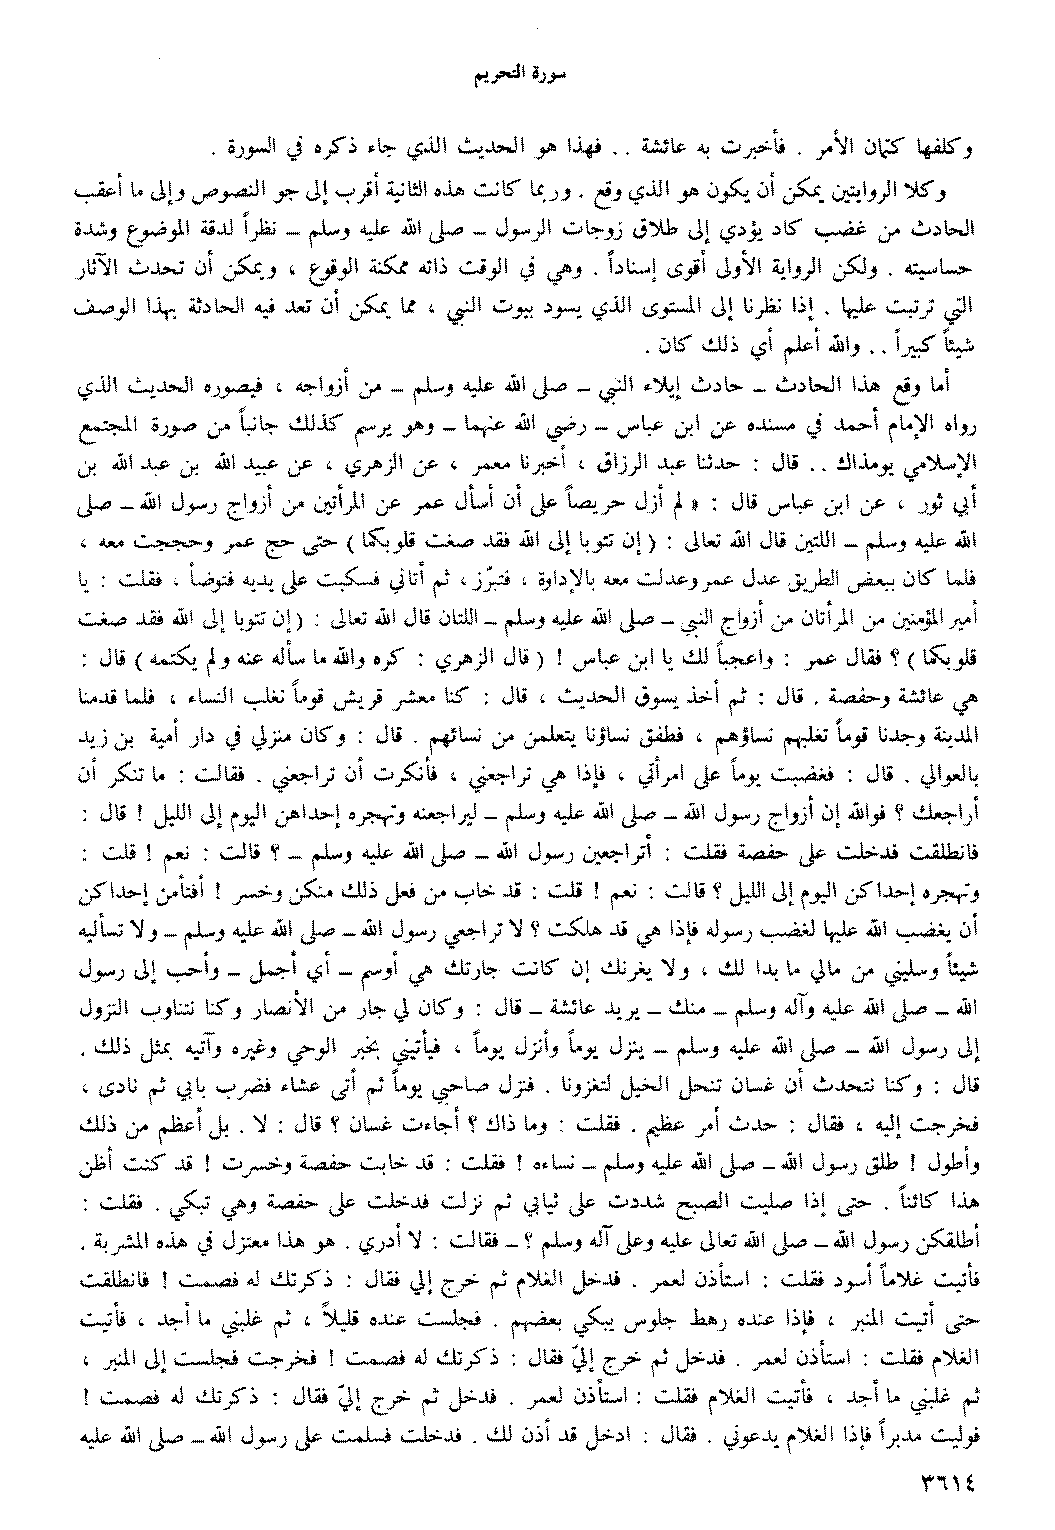 سورة التحريم
وكلفها كتمان الأمر . فأخبرت به عائشة .. فهذا هو الحديث الذي جاء ذكره في السورة .
وكلا الروايتين يمكن أن يكون هو الذي وقع . وربما كانت هذه الثانية أقرب إلى جو النصوص وإلى ما أعقب
الحادث من غضب كاد يؤدي إلى طلاق زوجات الرسول – صلى الله عليه وسلم – نظراً لدقة الموضوع وشدة
حساسيته . ولكن الرواية الأولى أقوى إسناداً . وهي في الوقت ذاته ممكنة الوقوع ، ويمكن أن تحدث الآثار
التي ترتبت عليها . إذا نظرنا إلى المستوى الذي يسود بيوت النبي ، مما يمكن أن تعد فيه الحادثة بهذا الوصف
شيئاً كبيراً .. والله أعلم أي ذلك كان .
أما وقع هذا الحادث – حادث إيلاء النبي – صلى الله عليه وسلم – من أزواجه ، فيصوره الحديث الذي
رواه الإمام أحمد في مسنده عن ابن عباس – رضي الله عنهما – وهو يرسم كذلك جانباً من صورة المجتمع
الإسلامي يومذاك .. قال : حدثنا عبد الرزاق ، أخبرنا معمر ، عن الزهري ، عن عبيد الله بن عبد الله بن
أبي ثور ، عن ابن عباس قال : « لم أزل حريصاً على أن أسأل عمر عن المرأتين من أزواج رسول الله – صلى
الله عليه وسلم – اللتين قال الله تعالى : ( إن تتوبا إلى الله فقد صغت قلوبكما ) حتى حج عمر وحججت معه ،
فلما كان ببعض الطريق عدل عمر وعدلت معه بالإداوة ، فتبرّز ، ثم أتاني فسكبت على يديه فتوضأ ، فقلت : يا
أمير المؤمنين من المرأتان من أزواج النبي – صلى الله عليه وسلم – اللتان قال الله تعالى : ( إن تتوبا إلى الله فقد صغت
قلوبكما ) ؟ فقال عمر : واعجباً لك يا ابن عباس ! ( قال الزهري : كره والله ما سأله عنه ولم يكتمه ) قال :
هي عائشة وحفصة . قال : ثم أخذ يسوق الحديث ، قال : كنا معشر قريش قوماً نغلب النساء ، فلما قدمنا
المدينة وجدنا قوماً تغلبهم نساؤهم ، فطفق نساؤنا يتعلمن من نسائهم . قال : وكان منزلي في دار أمية بن زيد
بالعوالي . قال : فغضبت يوماً على امرأتي ، فإذا هي تراجعني ، فأنكرت أن تراجعني . فقالت : ما تنكر أن
أراجعك ؟ فوالله إن أزواج رسول الله – صلى الله عليه وسلم – ليراجعنه وتهجره إحداهن اليوم إلى الليل ! قال :
فانطلقت فدخلت على حفصة فقلت : أتراجعين رسول الله – صلى الله عليه وسلم – ؟ قالت : نعم ! قلت :
وتهجره إحداكن اليوم إلى الليل ؟ قالت : نعم ! قلت : قد خاب من فعل ذلك منكن وخسر ! أفتأمن إحداكن
أن يغضب الله عليها لغضب رسوله فإذا هي قد هلكت ؟ لا تراجعي رسول الله – صلى الله عليه وسلم – ولا تسأليه
شيئاً وسليني من مالي ما بدا لك ، ولا يغرنك إن كانت جارتك هي أوسم – أي أجمل – وأحب إلى رسول
الله – صلى الله عليه وآله وسلم – منك – يريد عائشة – قال : وكان لي جار من الأنصار وكنا نتناوب النزول
إلى رسول الله – صلى الله عليه وسلم – ينزل يوماً وأنزل يوماً ، فيأتيني بخبر الوحي وغيره وآتيه بمثل ذلك .
قال : وكنا نتحدث أن غسان تنحل الخيل لتغزونا . فنزل صاحبي يوماً ثم أتى عشاء فضرب بابي ثم نادى ،
فخرجت إليه ، فقال : حدث أمر عظيم . فقلت : وما ذاك ؟ أجاءت غسان ؟ قال : لا . بل أعظم من ذلك
وأطول ! طلق رسول الله – صلى الله عليه وسلم – نساءه ! فقلت : قد خابت حفصة وخسرت ! قد كنت أظن
هذا كائناً . حتى إذا صليت الصبح شددت على ثيابي ثم نزلت فدخلت على حفصة وهي تبكي . فقلت :
أطلقكن رسول الله – صلى الله تعالى عليه وعلى آله وسلم ؟ – فقالت : لا أدري . هو هذا معتزل في هذه المشربة .
فأتيت غلاماً أسود فقلت : استأذن لعمر . فدخل الغلام ثم خرج إلي فقال : ذكرتك له فصمت ! فانطلقت
حتى أتيت المنبر ، فإذا عنده رهط جلوس يبكي بعضهم . فجلست عنده قليلاً ، ثم غلبني ما أجد ، فأتيت
الغلام فقلت : استأذن لعمر . فدخل ثم خرج إليّ فقال : ذكرتك له فصمت ! فخرجت فجلست إلى المنبر ،
ثم غلبني ما أجد ، فأتيت الغلام فقلت : استأذن لعمر . فدخل ثم خرج إليّ فقال : ذكرتك له فصمت !
فوليت مدبراً فإذا الغلام يدعوني . فقال : ادخل قد أذن لك . فدخلت فسلمت على رسول الله – صلى الله عليه
٣٦١٤